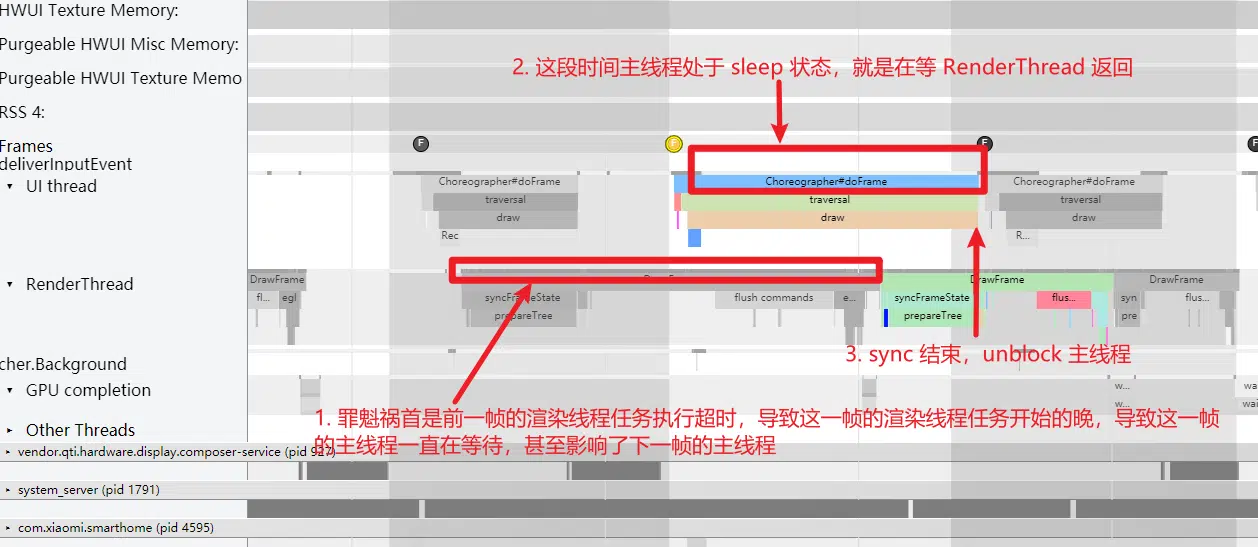 HWUI Texture Memory:
Purgeable HWUI Misc Memory:
2. 这段时间主线程处于 sleep 状态，就是在等 RenderThread 返回
Purgeable HWUI Texture Memo
RSS 4:
Frames
F
F
F
F
deliverInputEvent
UI thread
Choreographer#doFrame
Choreographer#doFrame
Choreographer#doFrame
traversal
traversal
traversal
draw
draw
draw
Rec
R...
RenderThread
DrawFrame
DrawFrame
DrawFrame
fl...
egl
syncFrameState
flush commands
e...
syncFrameState
flus...
syn
flus...
prepareTree
prepareTree
pre
3. sync 结束，unblock 主线程
cher.Background
GPU completion
w...
wai
w...
wai
1. 罪魁祸首是前一帧的渲染线程任务执行超时，导致这一帧的渲染线程任务开始的晚，导致这一帧
的主线程一直在等待，甚至影响了下一帧的主线程
Other Threads
vendor.qti.hardware.display.composer-service (pid 927)
system_server (pid 1791)
com.xiaomi.smarthome (pid 4595)